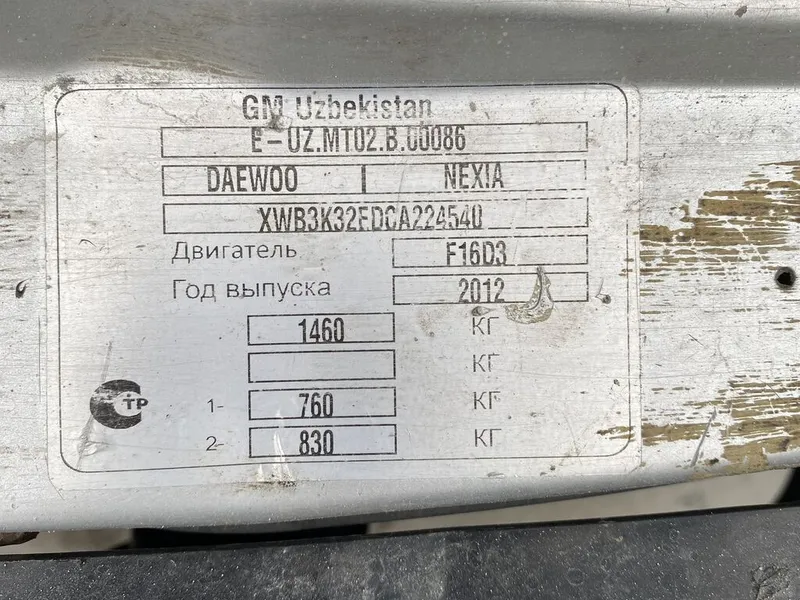 GM Uzbekistan
E-UZ.MT02.B.00086
DAEWOO | NEXIA
XWB3K32EDCA224540
Двигатель F16D3
Год выпуска 2012
1460 КГ
КГ
ТР 1- 760 КГ
2- 830 КГ